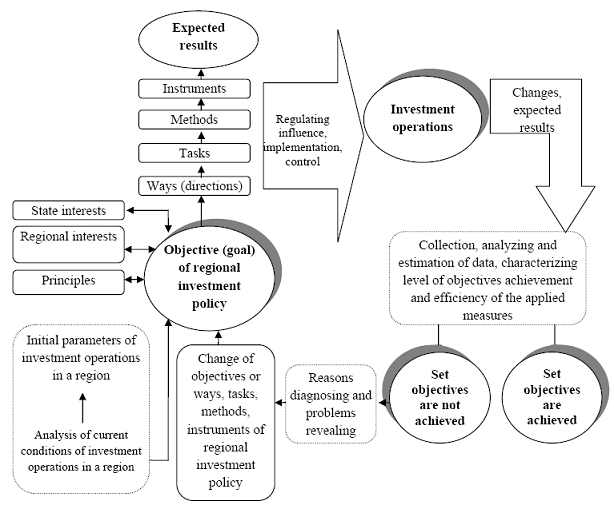 Expected
results
Instruments
Methods
Tasks
Ways (directions)
State interests
Regional interests
Principles
Objective (goal)
of regional
investment
policy
Initial parameters of
investment operations
in a region
Analysis of current
conditions of investment
operations in a region
Change of
objectives or
ways, tasks,
methods,
instruments of
regional
investment
policy
Reasons
diagnosing and
problems
revealing
Regulating
influence,
implementation,
control
Investment
operations
Changes,
expected
results
Collection, analyzing and
estimation of data, characterizing
level of objectives achievement
and efficiency of the applied
measures
Set
objectives
are not
achieved
Set
objectives
are
achieved